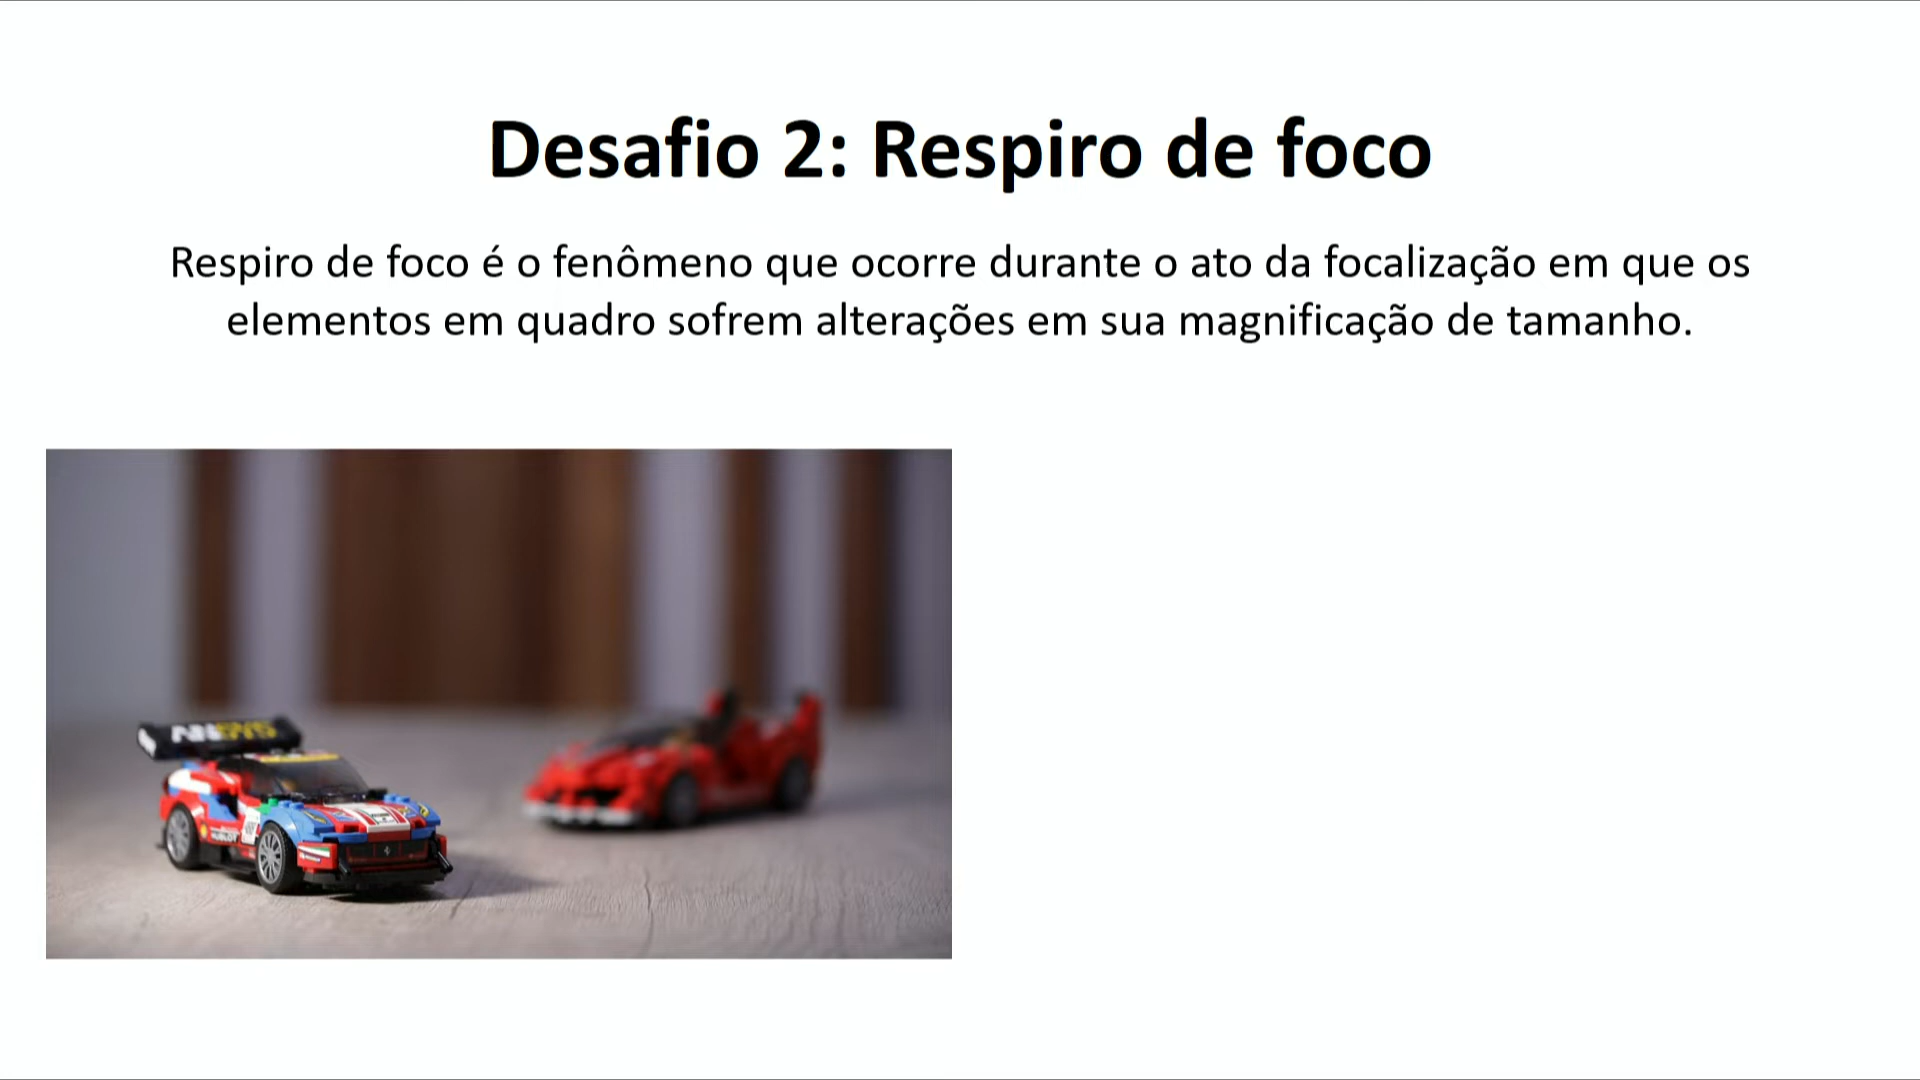 Desafio 2: Respiro de foco
Respiro de foco é o fenômeno que ocorre durante o ato da focalização em que os
elementos em quadro sofrem alterações em sua magnificação de tamanho.
ANSYS